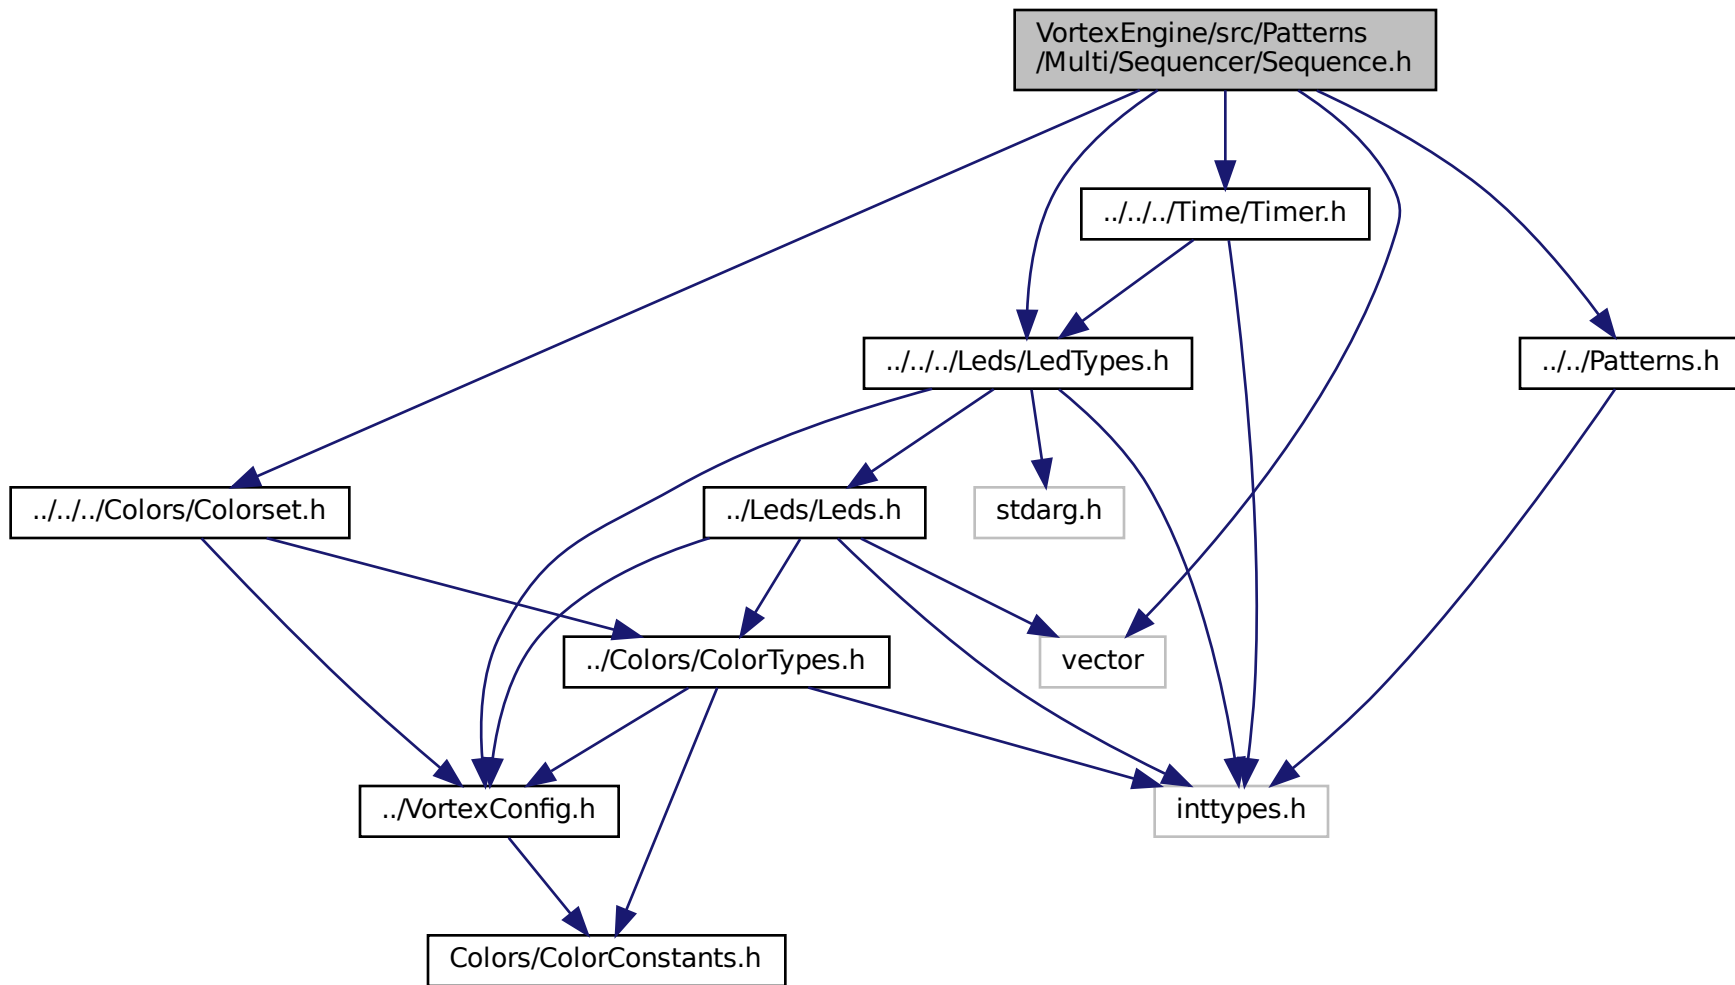 VortexEngine/src/Patterns
/Multi/Sequencer/Sequence.h
../../../Time/Timer.h
../../../Leds/LedTypes.h
../../Patterns.h
../../../Colors/Colorset.h
../Leds/Leds.h
stdarg.h
../Colors/ColorTypes.h
vector
../VortexConfig.h
inttypes.h
Colors/ColorConstants.h